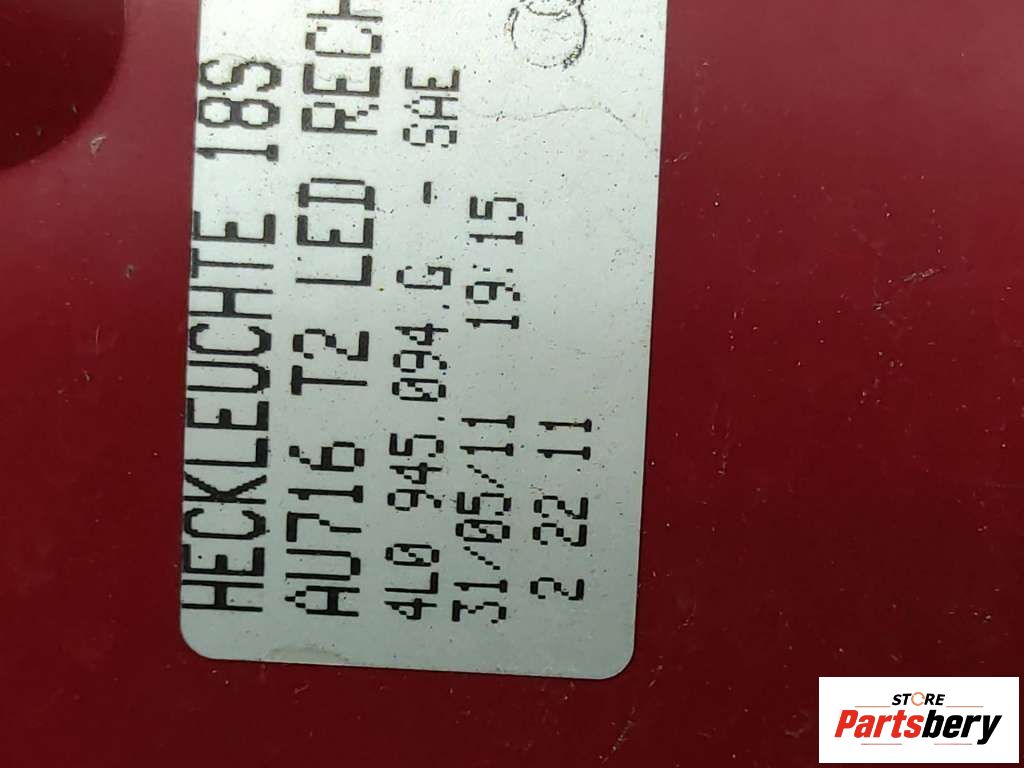 HECKLEUCHTE 18S
AU716 T2 LED RECH
4L0 945.094.G - SAE
31/05/11 19:15
2 22 11
STORE
Partsbery